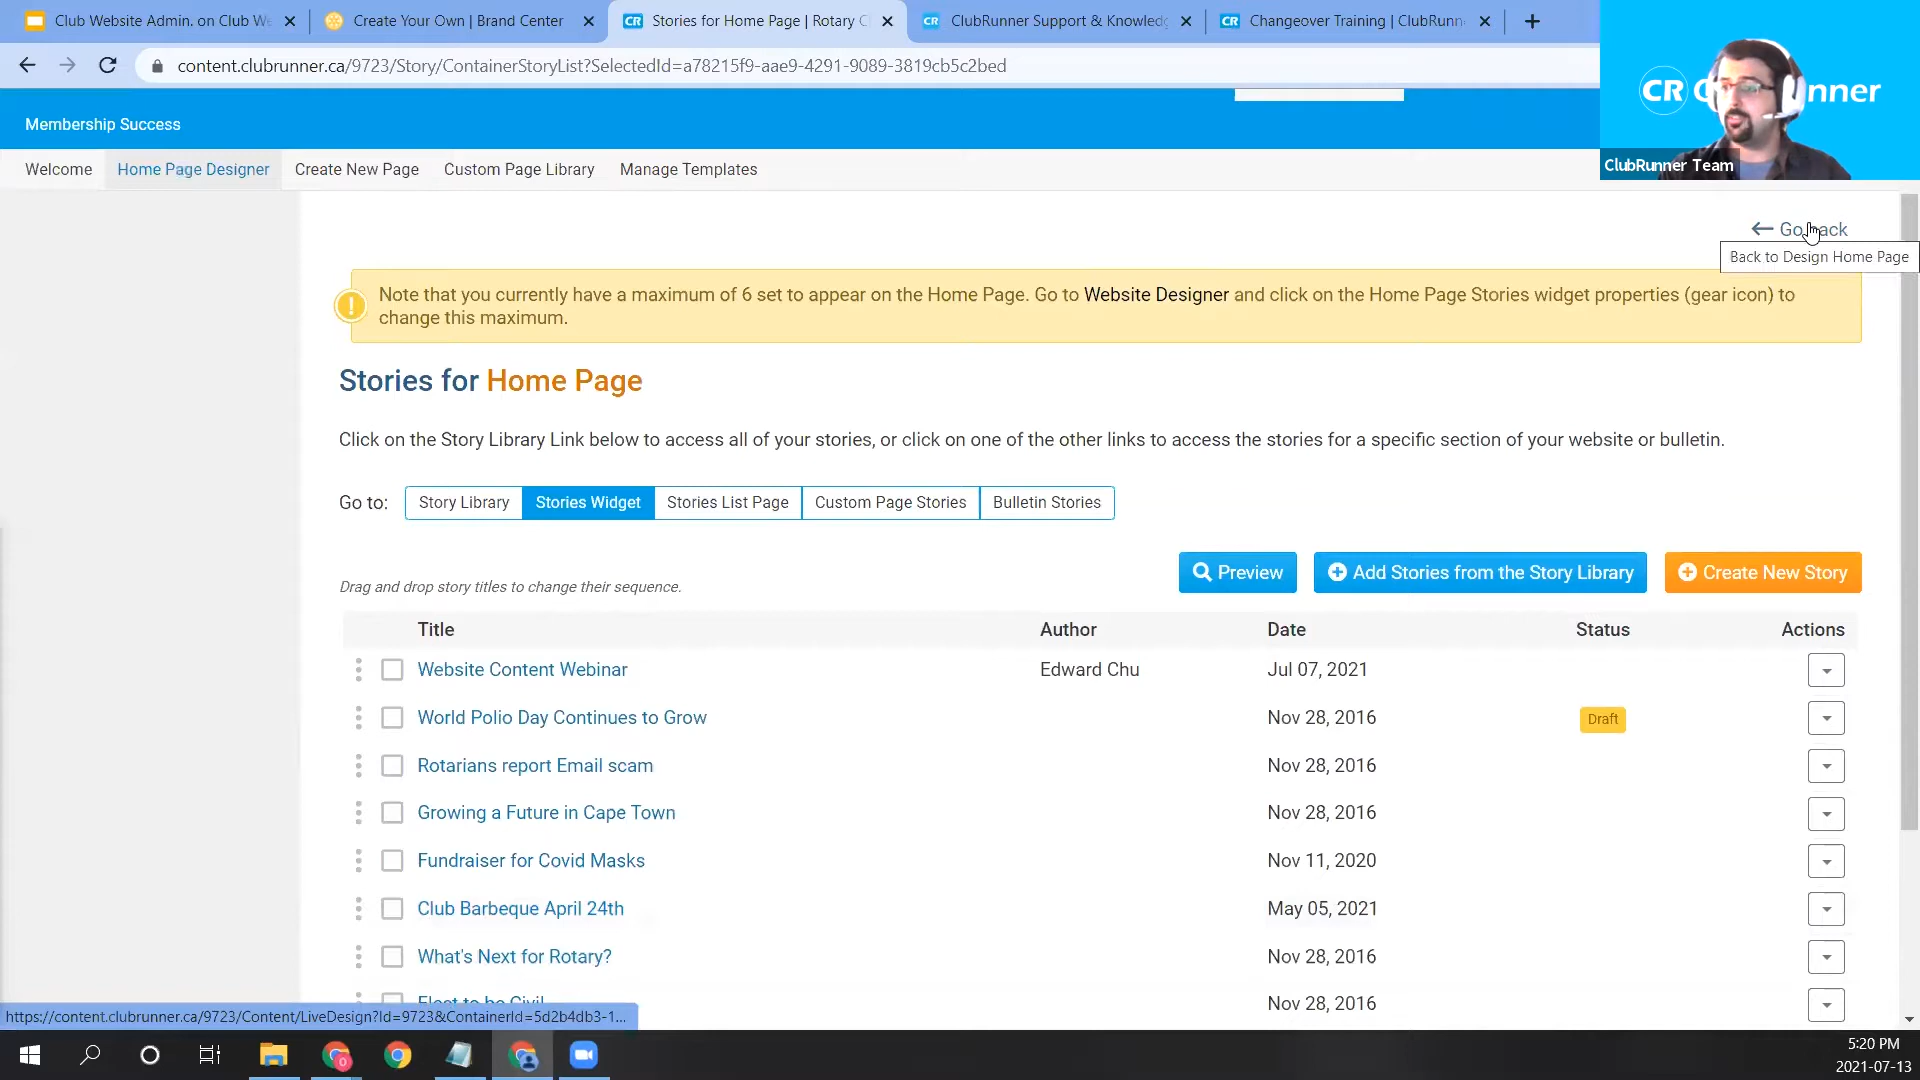 Club Website Admin. on Club We
Create Your Own | Brand Center
CR Stories for Home Page | Rotary C
CR ClubRunner Support & Knowledg
CR Changeover Training | ClubRunn
content.clubrunner.ca/9723/Story/ContainerStoryList?SelectedId=a78215f9-aae9-4291-9089-3819cb5c2bed
CR C nner
ClubRunner Team
Membership Success
Welcome
Home Page Designer
Create New Page
Custom Page Library
Manage Templates
Go back
Back to Design Home Page
Note that you currently have a maximum of 6 set to appear on the Home Page. Go to Website Designer and click on the Home Page Stories widget properties (gear icon) to
change this maximum.
Stories for Home Page
Click on the Story Library Link below to access all of your stories, or click on one of the other links to access the stories for a specific section of your website or bulletin.
Go to: Story Library Stories Widget Stories List Page Custom Page Stories Bulletin Stories
Drag and drop story titles to change their sequence.
Preview
Add Stories from the Story Library
Create New Story
Title Author Date Status Actions
Website Content Webinar Edward Chu Jul 07, 2021
World Polio Day Continues to Grow Nov 28, 2016 Draft
Rotarians report Email scam Nov 28, 2016
Growing a Future in Cape Town Nov 28, 2016
Fundraiser for Covid Masks Nov 11, 2020
Club Barbeque April 24th May 05, 2021
What's Next for Rotary? Nov 28, 2016
Elect to be Civil Nov 28, 2016
https://content.clubrunner.ca/9723/Content/LiveDesign?Id=9723&ContainerId=5d2b4db3-1...
5:20 PM
2021-07-13